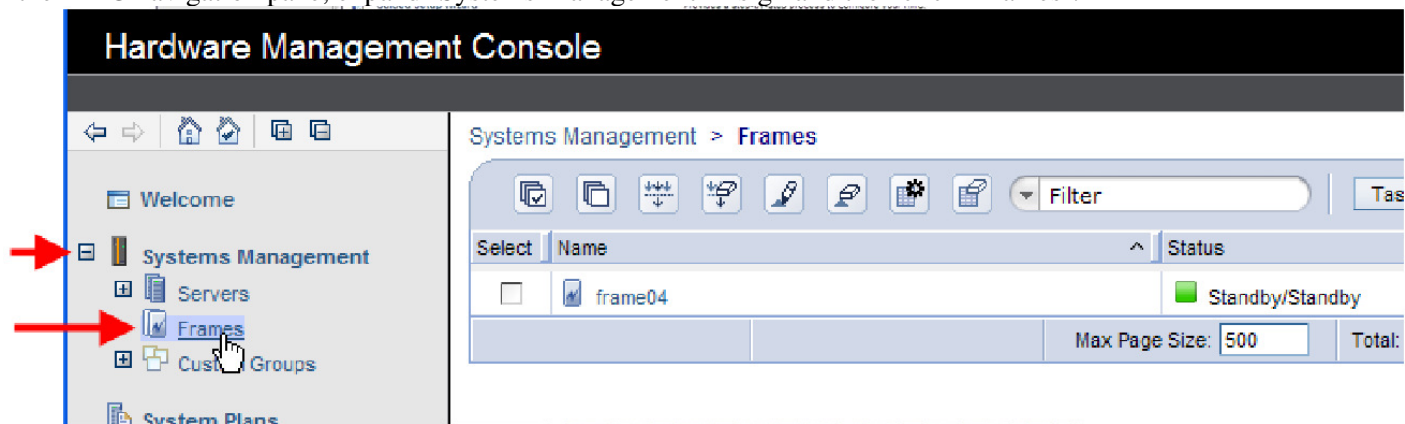 Hardware Management Console
Systems Management > Frames
Welcome
Filter
Tas
Systems Management
Select Name Status
Servers
frame04 Standby/Standby
Frames
Max Page Size: 500 Total:
Groups
System Plans